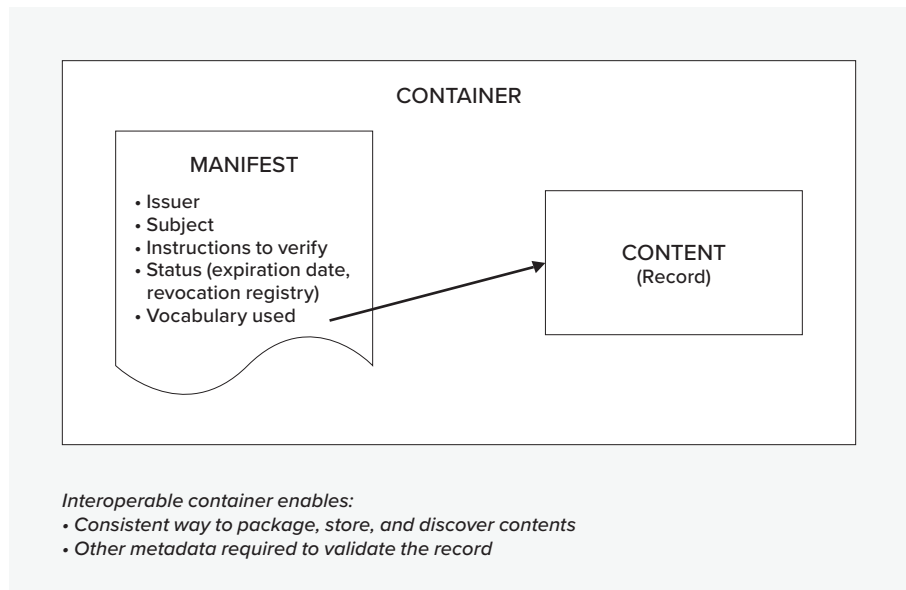 CONTAINER
MANIFEST
• Issuer
• Subject
• Instructions to verify
• Status (expiration date,
revocation registry)
• Vocabulary used
CONTENT
(Record)
Interoperable container enables:
• Consistent way to package, store, and discover contents
• Other metadata required to validate the record